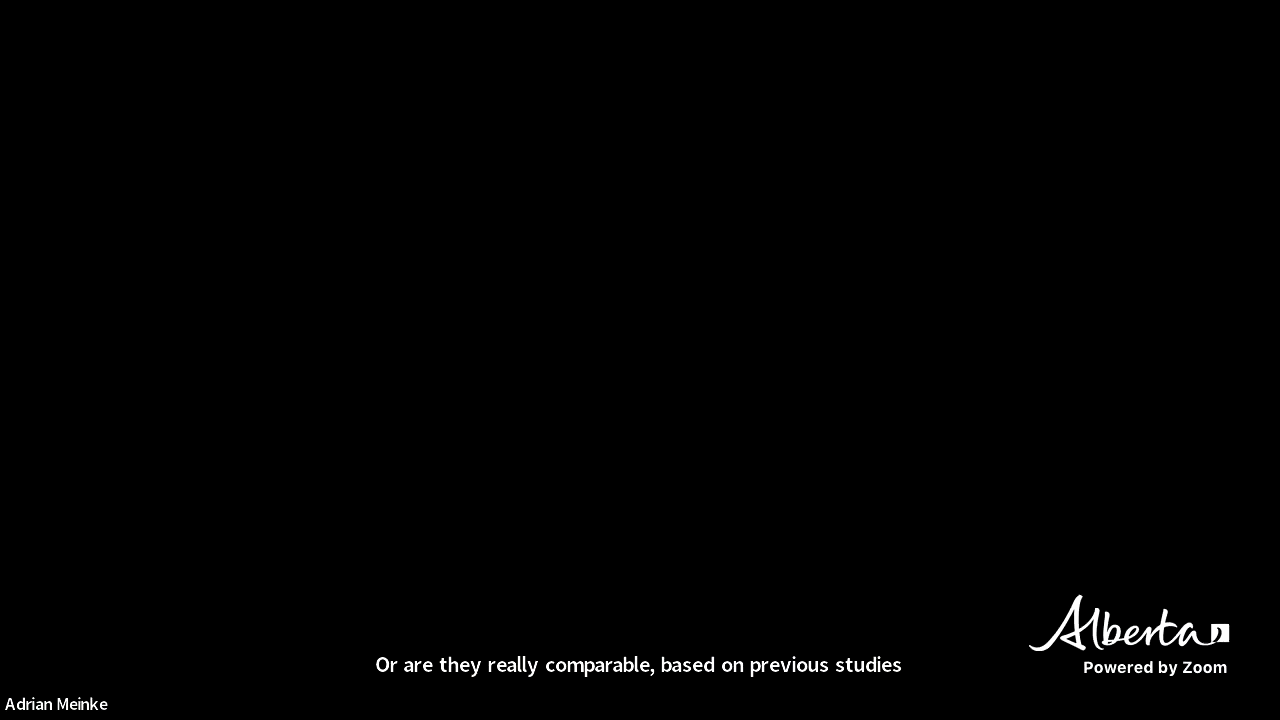 Alberta
Or are they really comparable, based on previous studies
Powered by Zoom
Adrian Meinke